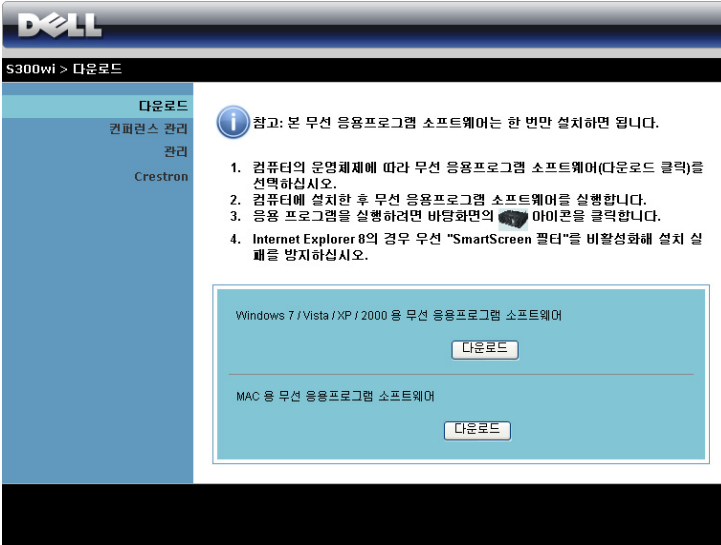 DELL
S300wi > 다운로드
다운로드
컨퍼런스 관리
관리
Crestron
참고: 본 무선 응용프로그램 소프트웨어는 한 번만 설치하면 됩니다.
1. 컴퓨터의 운영체제에 따라 무선 응용프로그램 소프트웨어(다운로드 클릭)를
선택하십시오.
2. 컴퓨터에 설치한 후 무선 응용프로그램 소프트웨어를 실행합니다.
3. 응용 프로그램을 실행하려면 바탕화면의 아이콘을 클릭합니다.
4. Internet Explorer 8의 경우 무선 "SmartScreen 필터"를 비활성화해 설치 실
패를 방지하십시오.
Windows 7 / Vista / XP / 2000 용 무선 응용프로그램 소프트웨어
다운로드
MAC 용 무선 응용프로그램 소프트웨어
다운로드